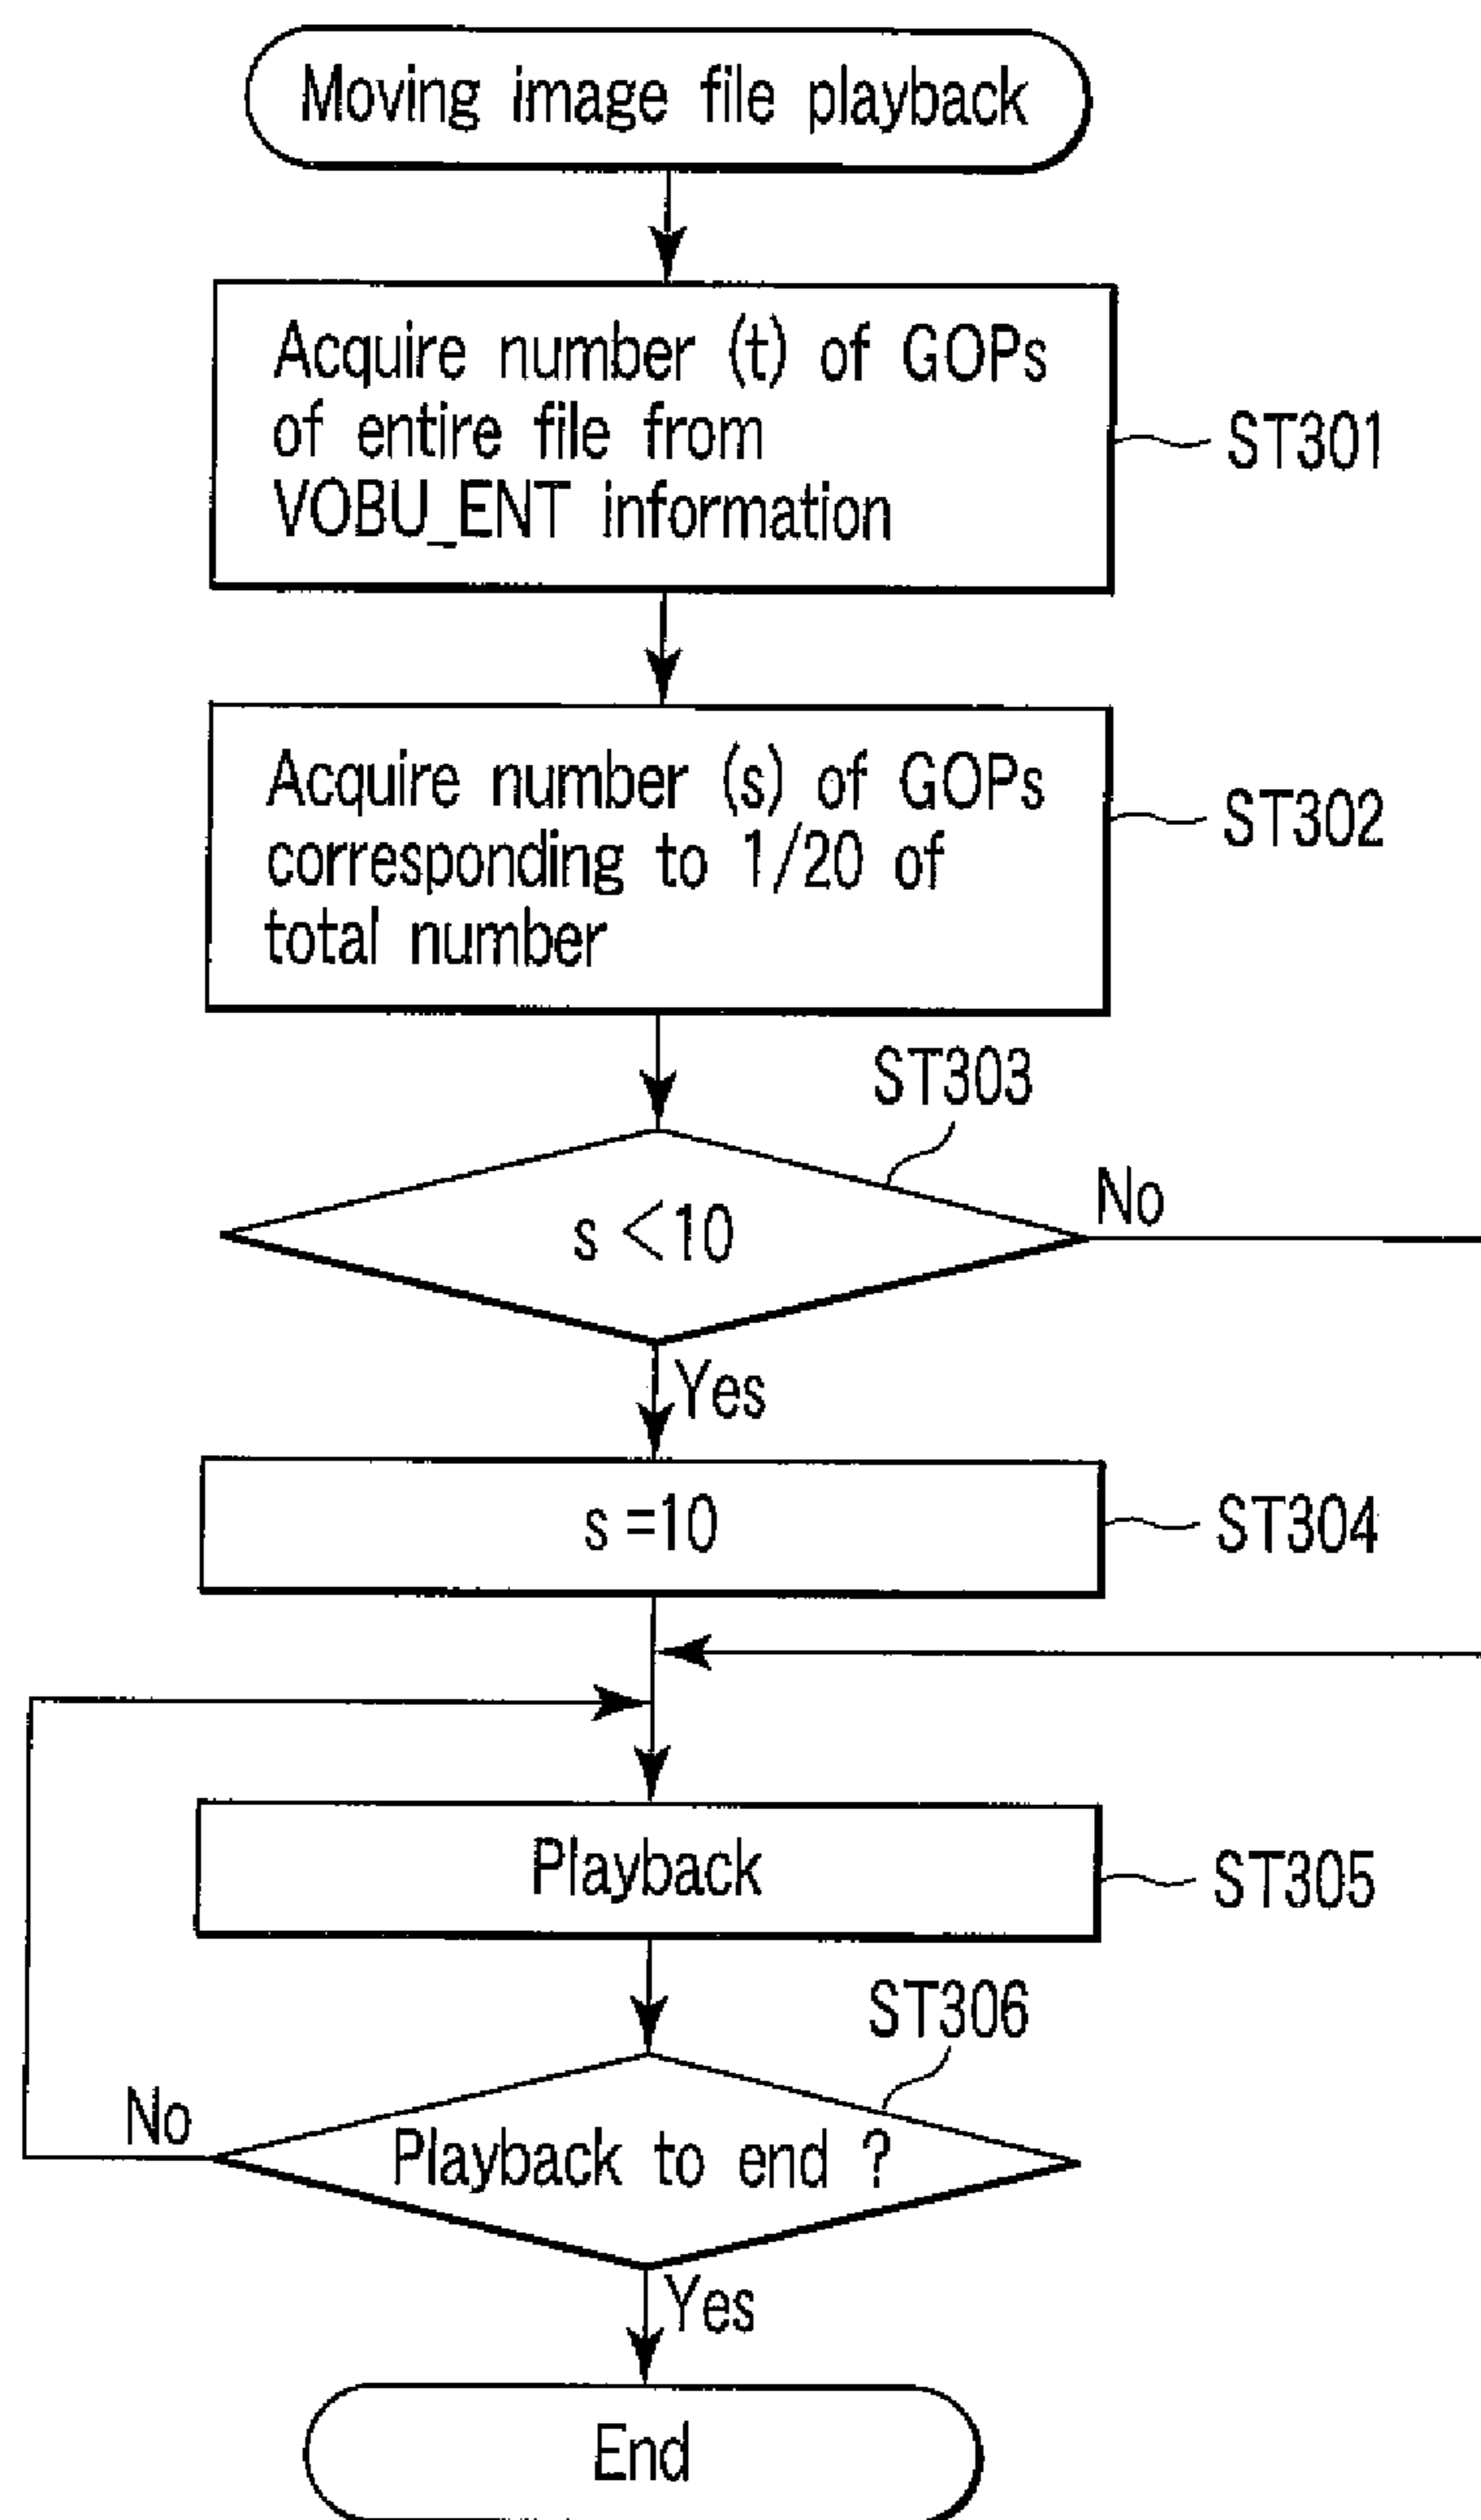 Moving image file playback
Acquire number (t) of GOPs
of entire file from
VOBU_ENT information
ST301
Acquire number (s) of GOPs
corresponding to 1/20 of
total number
ST302
ST303
s <10
No
Yes
s =10
ST304
Playback
ST305
ST306
Playback to end ?
No
Yes
End